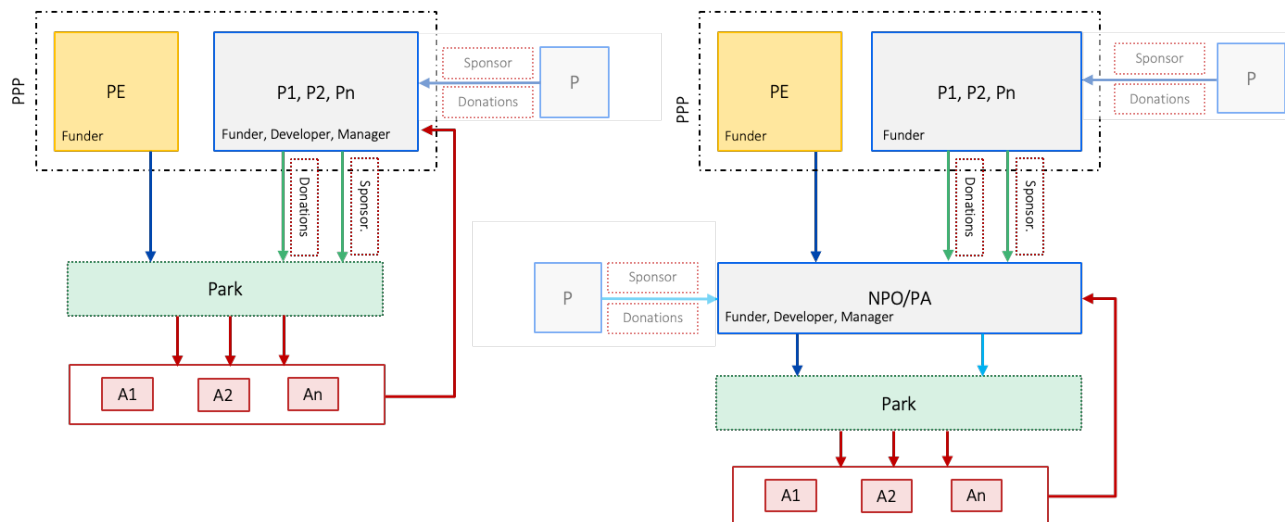 PPP
PE
Funder
P1, P2, Pn
Funder, Developer, Manager
Sponsor
Donations
P
Donations
Sponsor.
Park
A1
A2
An
PPP
PE
Funder
P1, P2, Pn
Funder
Sponsor
Donations
P
Donations
Sponsor.
P
Sponsor
Donations
NPO/PA
Funder, Developer, Manager
Park
A1
A2
An